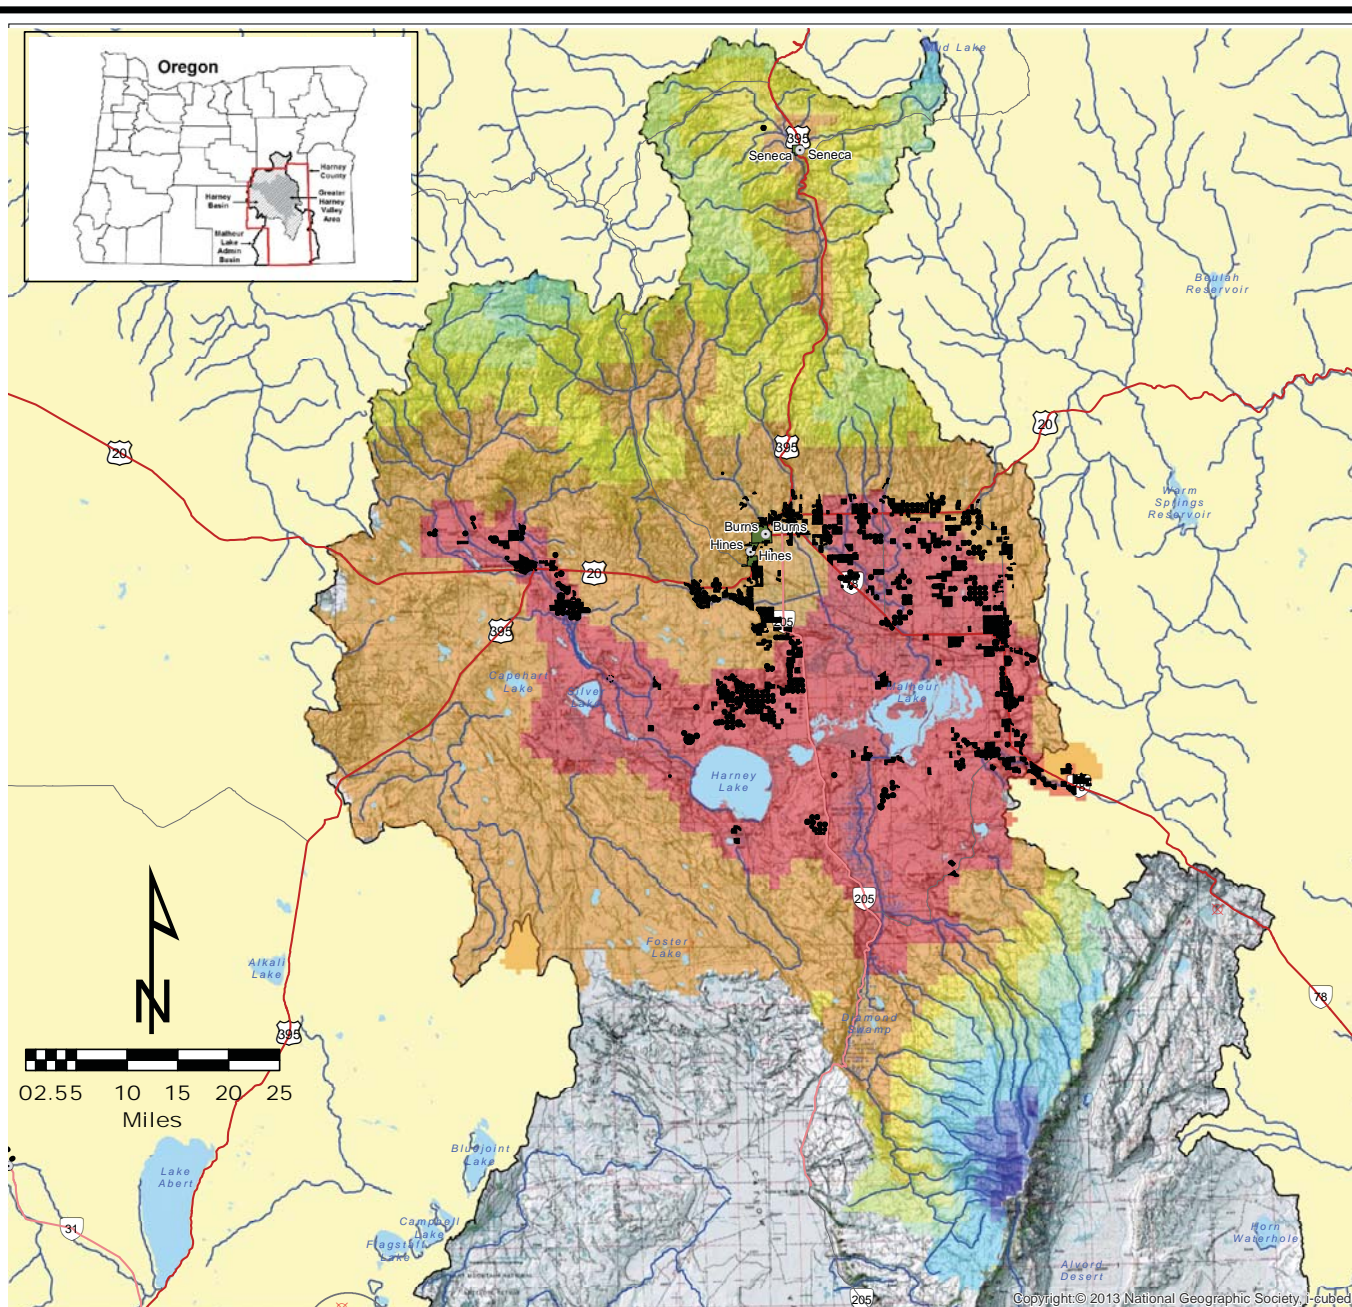 Oregon
Harney
County
Harney
Basin
Greater
Harney
Valley
Area
Malheur
Lake
Admin
Basin
Mud Lake
395
Seneca
Seneca
Beulah
Reservoir
20
20
395
Warm
Springs
Reservoir
Burns
Burns
Hines
Hines
20
78
205
395
Capehart
Lake
Silver
Lake
Malheur
Lake
Harney
Lake
78
205
Foster
Lake
Alkali
Lake
78
Diamond
Swamp
N
395
02.55 10 15 20 25
Miles
Bluejoint
Lake
Lake
Abert
31
Campbell
Lake
Flagstaff
Lake
Horn
Waterhole
Alvord
Desert
205
Copyright:© 2013 National Geographic Society, i-cubed